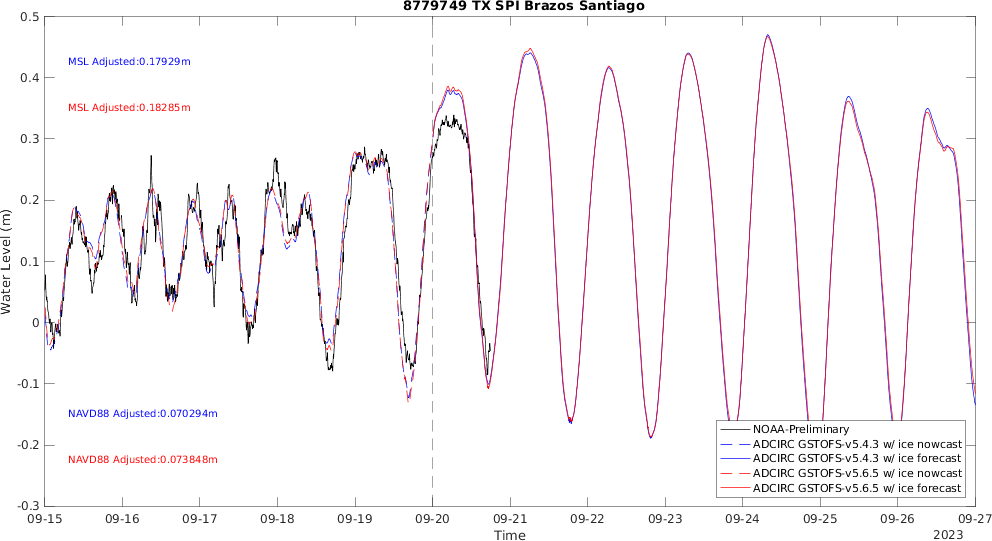 8779749 TX SPI Brazos Santiago
0.5
0.4
0.3
0.2
0.1
0
-0.1
-0.2
-0.3
Water Level (m)
MSL Adjusted:0.17929m
MSL Adjusted:0.18285m
NAVD88 Adjusted:0.070294m
NAVD88 Adjusted:0.073848m
NOAA-Preliminary
ADCIRC GSTOFS-v5.4.3 w/ ice nowcast
ADCIRC GSTOFS-v5.4.3 w/ ice forecast
ADCIRC GSTOFS-v5.6.5 w/ ice nowcast
ADCIRC GSTOFS-v5.6.5 w/ ice forecast
09-15 09-16 09-17 09-18 09-19 09-20 09-21 09-22 09-23 09-24 09-25 09-26 09-27
Time
2023